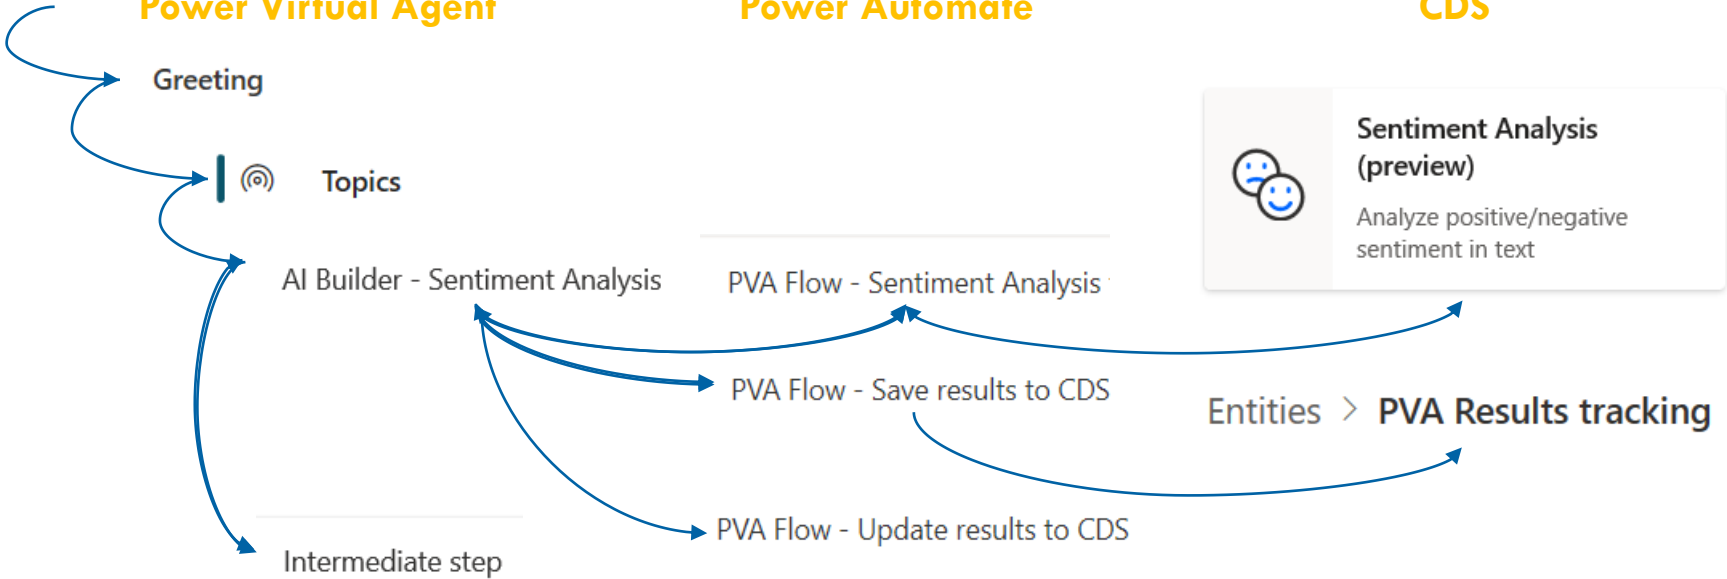 Power Virtual Agent
Power Automate
CDS
Greeting
Topics
AI Builder - Sentiment Analysis
Intermediate step
PVA Flow - Sentiment Analysis
PVA Flow - Save results to CDS
PVA Flow - Update results to CDS
Sentiment Analysis
(preview)
Analyze positive/negative
sentiment in text
Entities > PVA Results tracking